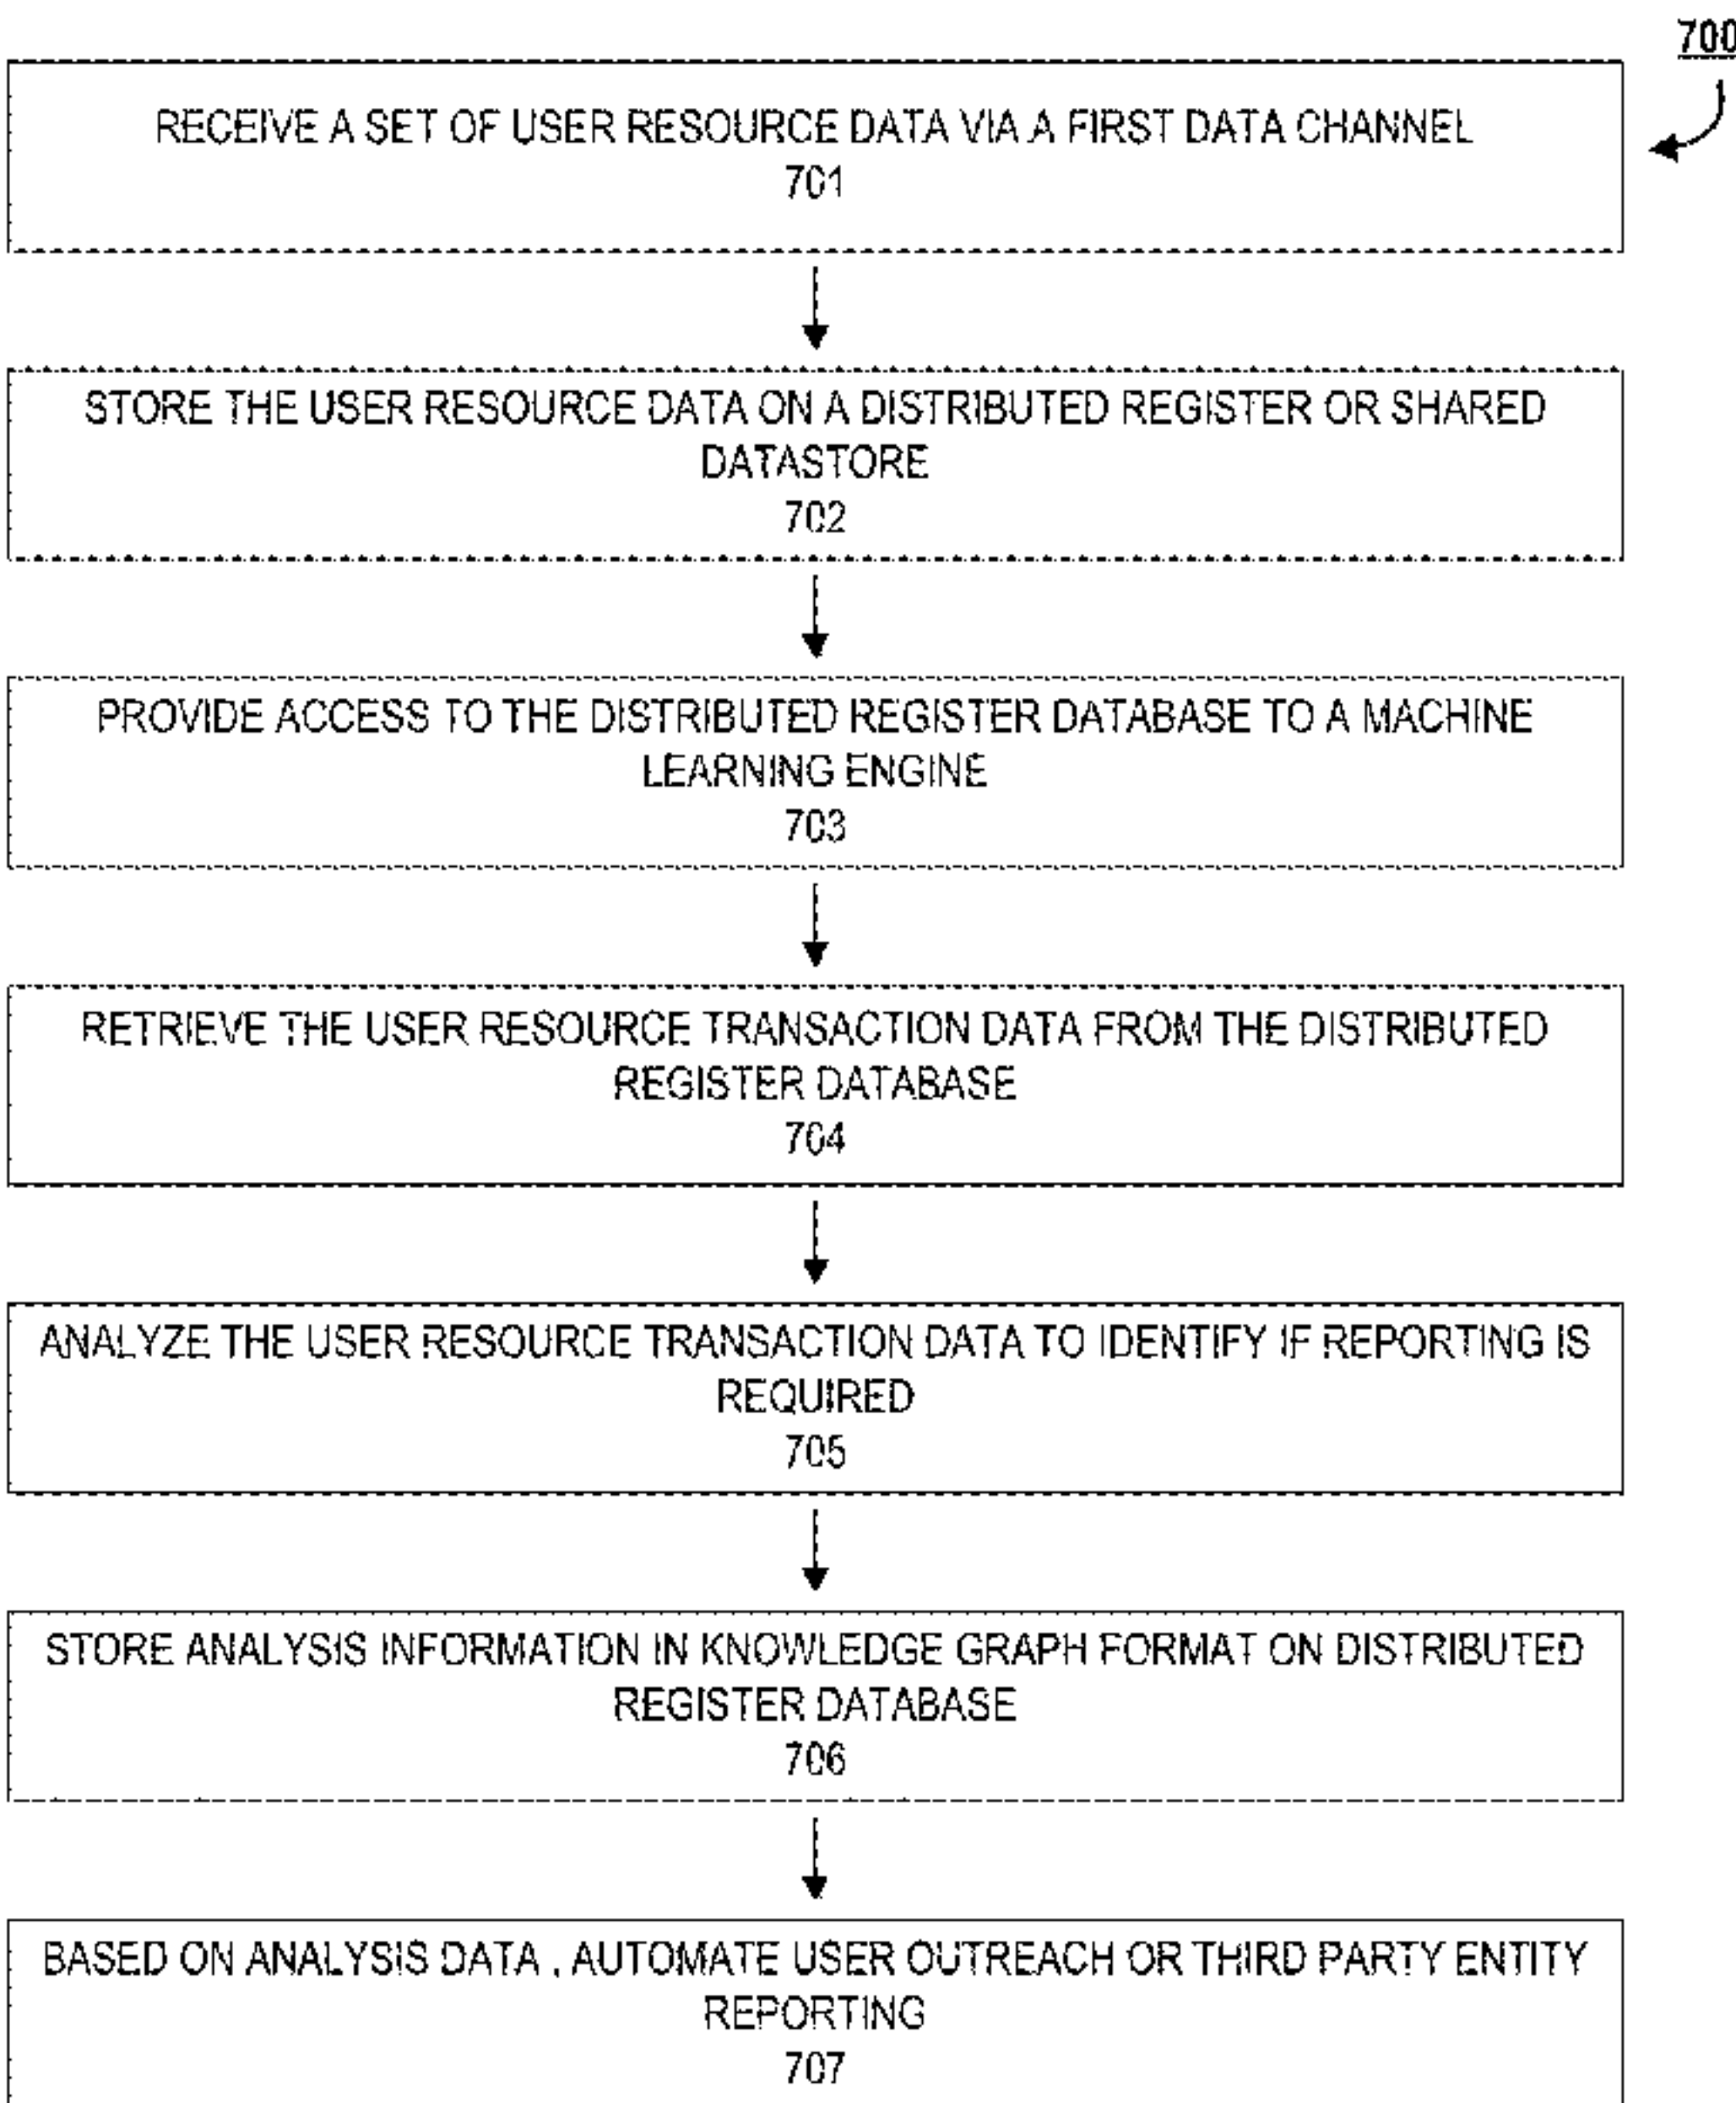 700
RECEIVE A SET OF USER RESOURCE DATA VIA A FIRST DATA CHANNEL
701
STORE THE USER RESOURCE DATA ON A DISTRIBUTED REGISTER OR SHARED
DATASTORE
702
PROVIDE ACCESS TO THE DISTRIBUTED REGISTER DATABASE TO A MACHINE
LEARNING ENGINE
703
RETRIEVE THE USER RESOURCE TRANSACTION DATA FROM THE DISTRIBUTED
REGISTER DATABASE
704
ANALYZE THE USER RESOURCE TRANSACTION DATA TO IDENTIFY IF REPORTING IS
REQUIRED
705
STORE ANALYSIS INFORMATION IN KNOWLEDGE GRAPH FORMAT ON DISTRIBUTED
REGISTER DATABASE
706
BASED ON ANALYSIS DATA , AUTOMATE USER OUTREACH OR THIRD PARTY ENTITY
REPORTING
707